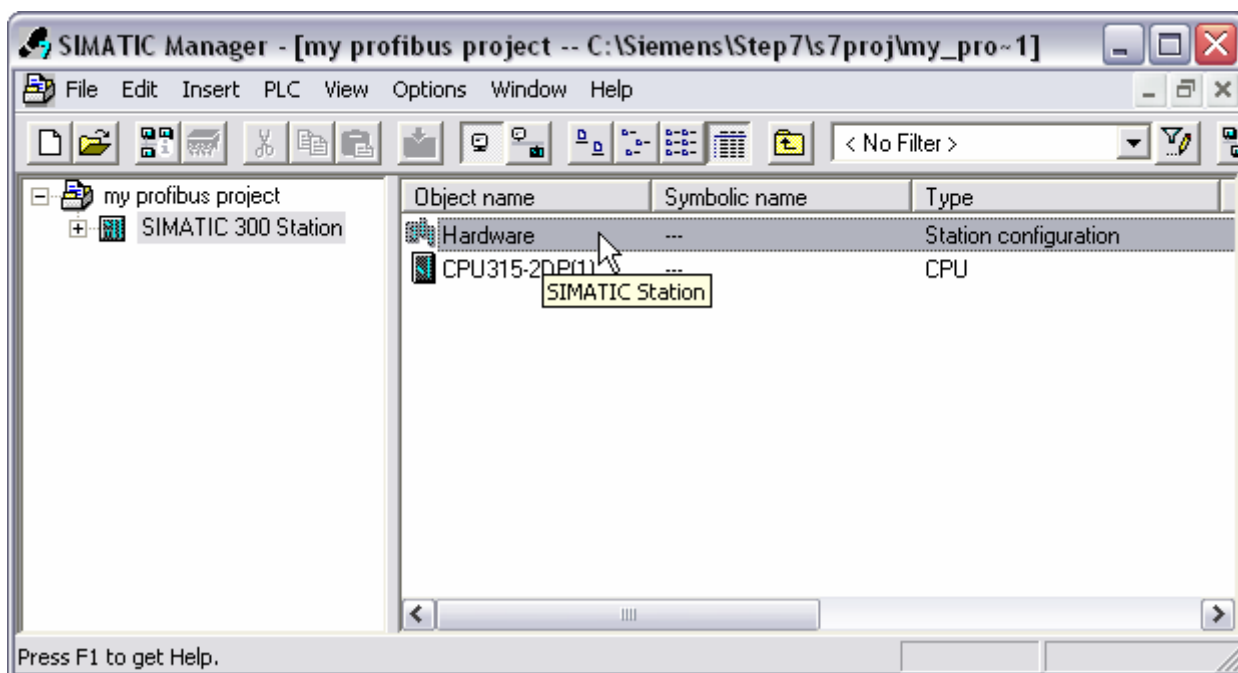 SIMATIC Manager - [my profibus project -- C:\Siemens\Step7\s7proj\my_pro~1]
File Edit Insert PLC View Options Window Help
< No Filter >
my profibus project
SIMATIC 300 Station
Object name Symbolic name Type
Hardware --- Station configuration
CPU315-2DP(1) --- CPU
SIMATIC Station
Press F1 to get Help.